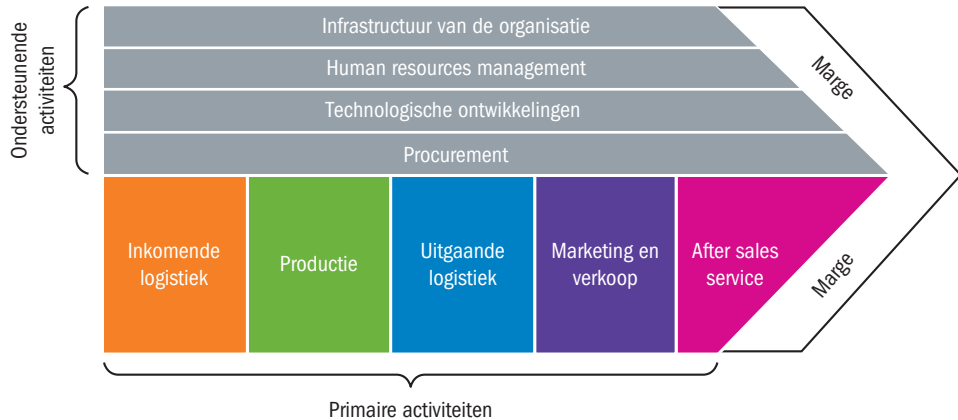 Ondersteunende
activiteiten
Infrastructuur van de organisatie
Human resources management
Technologische ontwikkelingen
Procurement
Marge
Inkomende
logistiek
Productie
Uitgaande
logistiek
Marketing en
verkoop
After sales
service
Marge
Primaire activiteiten